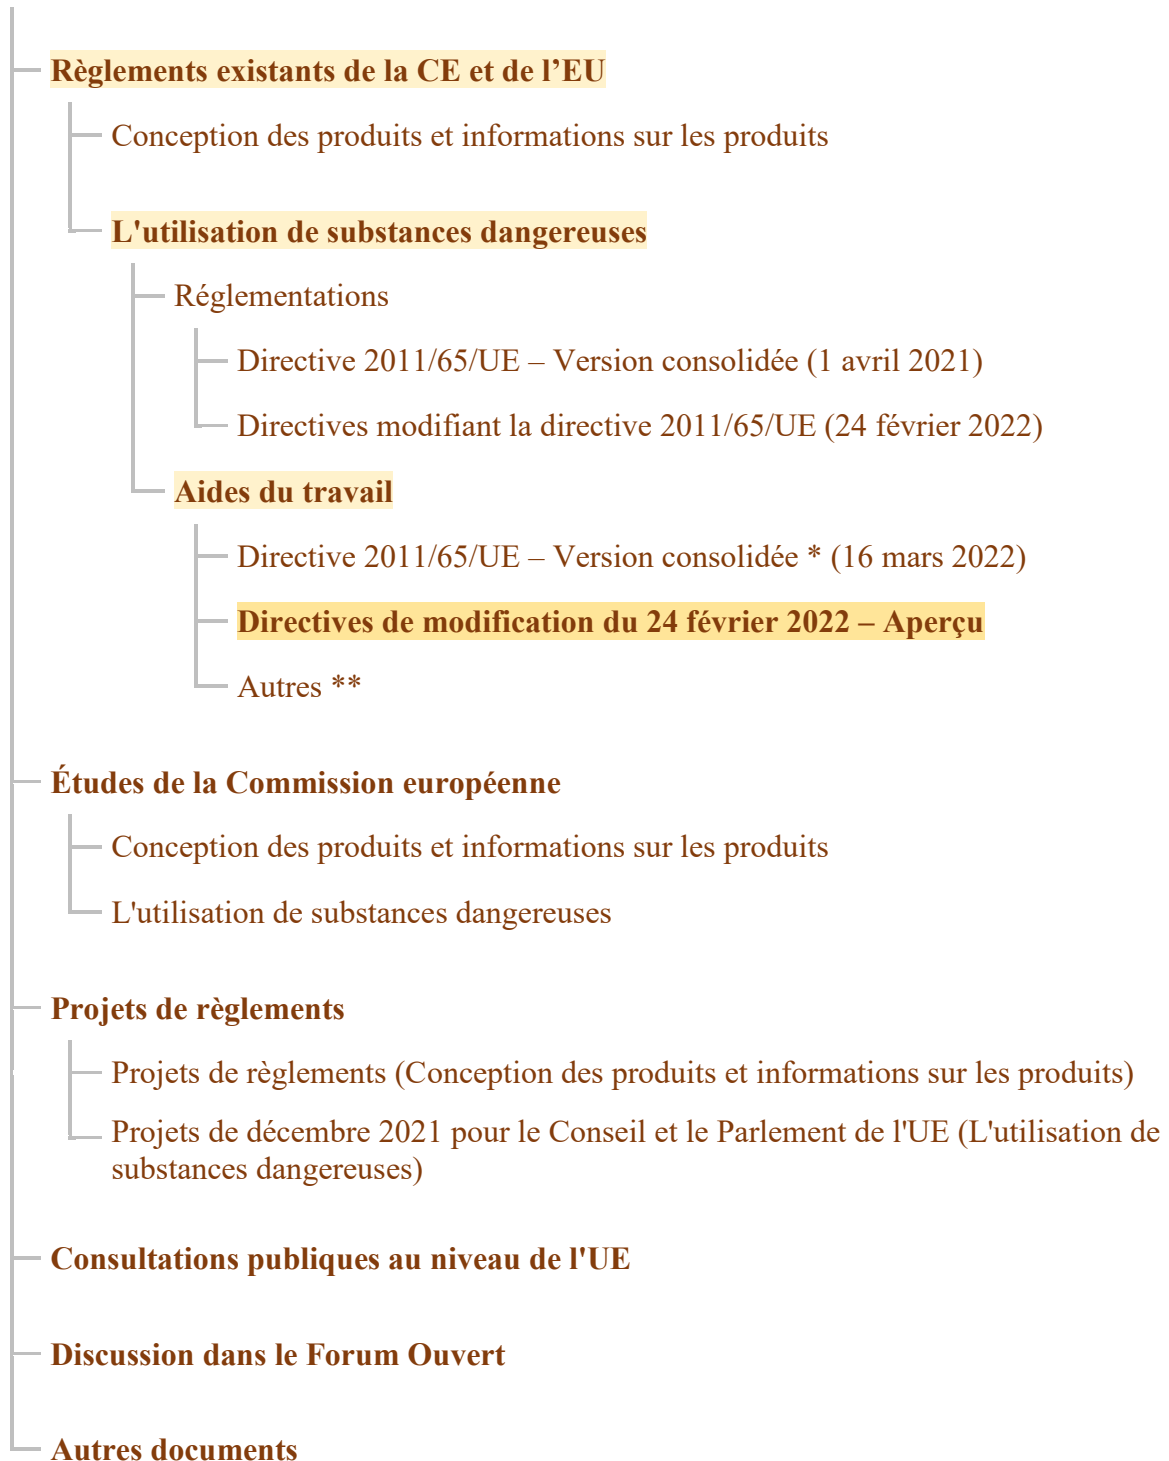 Règlements existants de la CE et de l’EU
Conception des produits et informations sur les produits
L'utilisation de substances dangereuses
Réglementations
Directive 2011/65/UE – Version consolidée (1 avril 2021)
Directives modifiant la directive 2011/65/UE (24 février 2022)
Aides du travail
Directive 2011/65/UE – Version consolidée * (16 mars 2022)
Directives de modification du 24 février 2022 – Aperçu
Autres **
Études de la Commission européenne
Conception des produits et informations sur les produits
L'utilisation de substances dangereuses
Projets de règlements
Projets de règlements (Conception des produits et informations sur les produits)
Projets de décembre 2021 pour le Conseil et le Parlement de l'UE (L'utilisation de
substances dangereuses)
Consultations publiques au niveau de l'UE
Discussion dans le Forum Ouvert
Autres documents